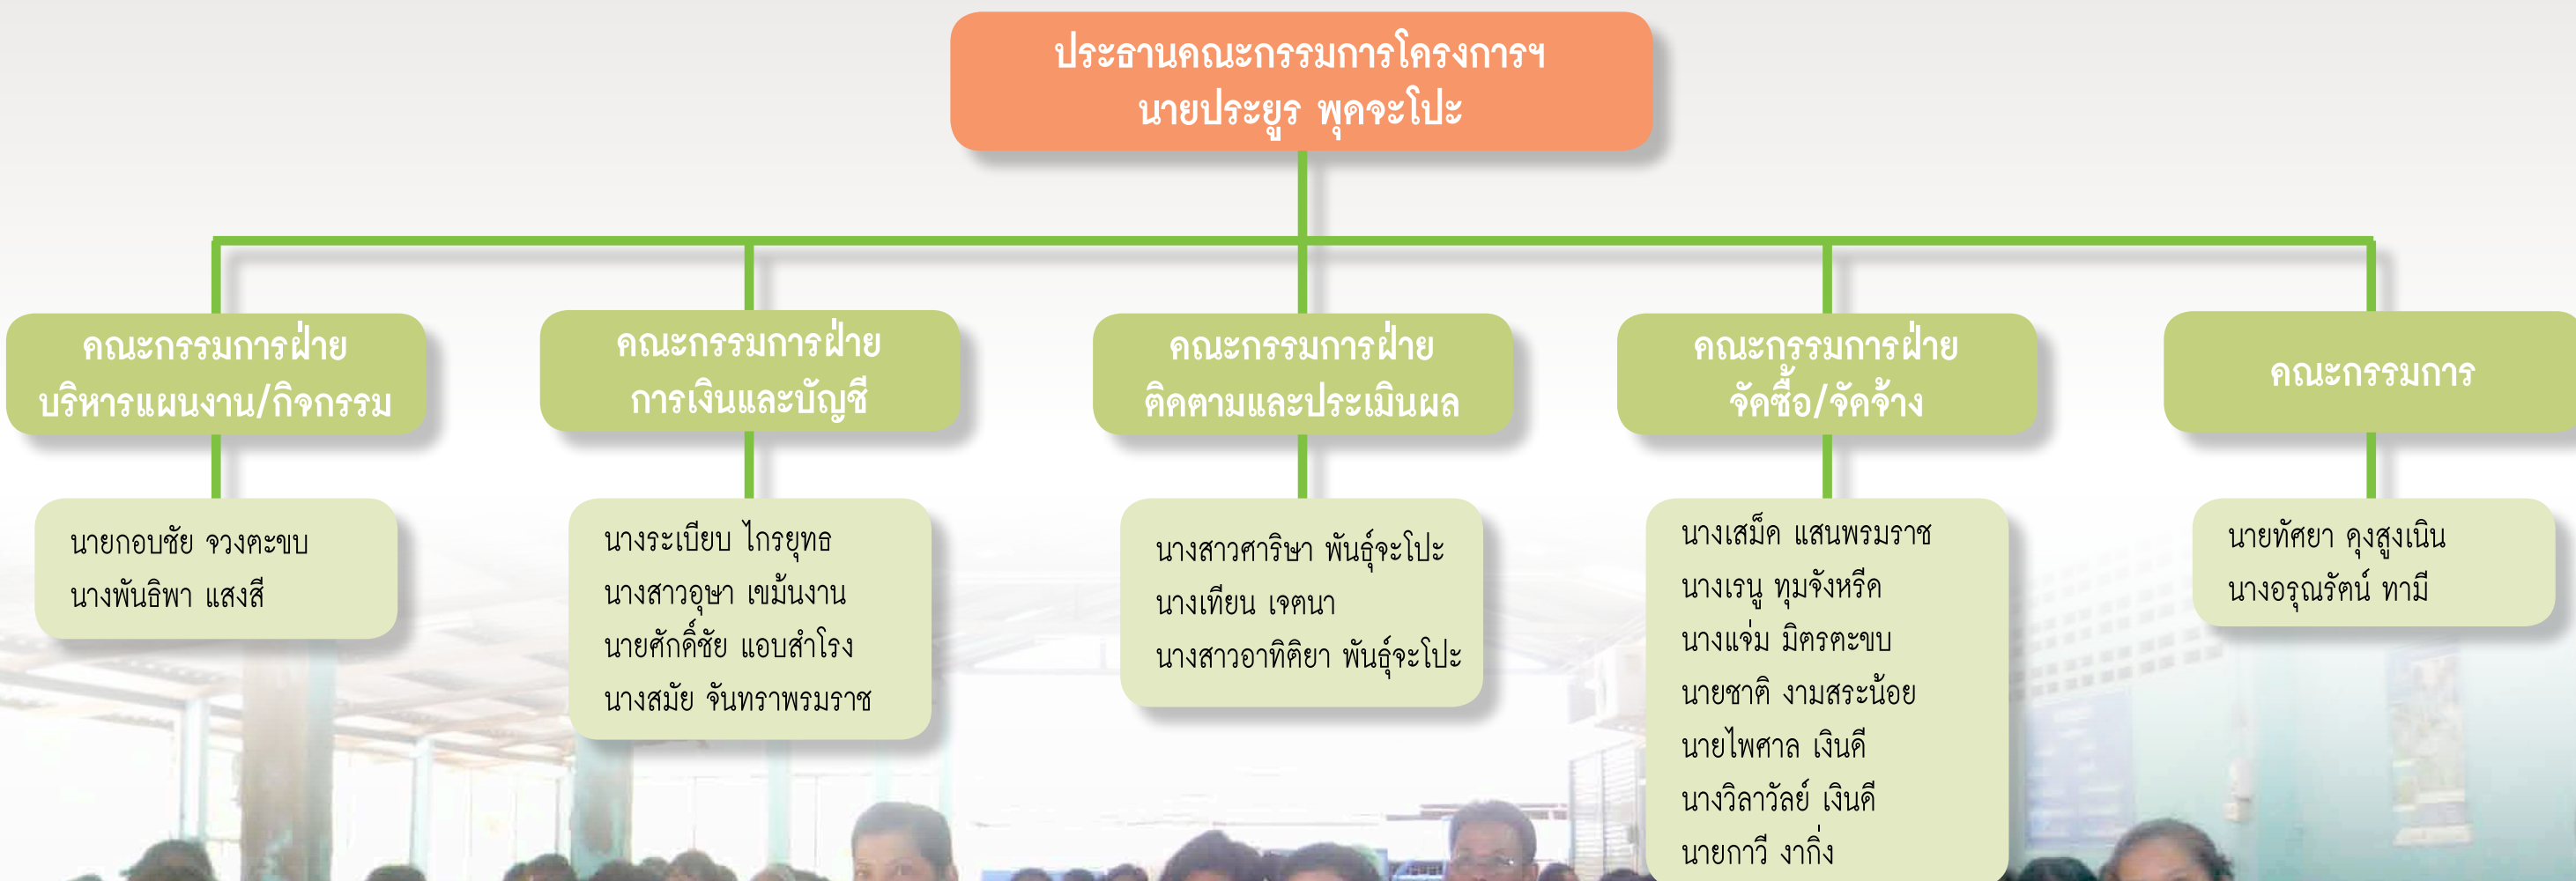 ประธานคณะกรรมการโครงการฯ
นายประยูร พุดจะโปะ
คณะกรรมการฝ่าย
บริหารแผนงาน/กิจกรรม
นายกอบชัย จวงตะขบ
นางพันธิพา แสงสี
คณะกรรมการฝ่าย
การเงินและบัญชี
นางระเบียบ ไกรยุทธ
นางสาวอุษา เขม้นงาน
นายศักดิ์ชัย แอบสำโรง
นางสมัย จันทราพรมราช
คณะกรรมการฝ่าย
ติดตามและประเมินผล
นางสาวศาริษา พันธุ์จะโปะ
นางเทียน เจตนา
นางสาวอาทิติยา พันธุ์จะโปะ
คณะกรรมการฝ่าย
จัดซื้อ/จัดจ้าง
นางเสม็ด แสนพรมราช
นางเรนู ทุมจังหรีด
นางแจ่ม มิตรตะขบ
นายชาติ งามสระน้อย
นายไพศาล เงินดี
นางวิลาวัลย์ เงินดี
นายกาวี งากิ่ง
คณะกรรมการ
นายทัศยา ดุงสูงเนิน
นางอรุณรัตน์ ทามี